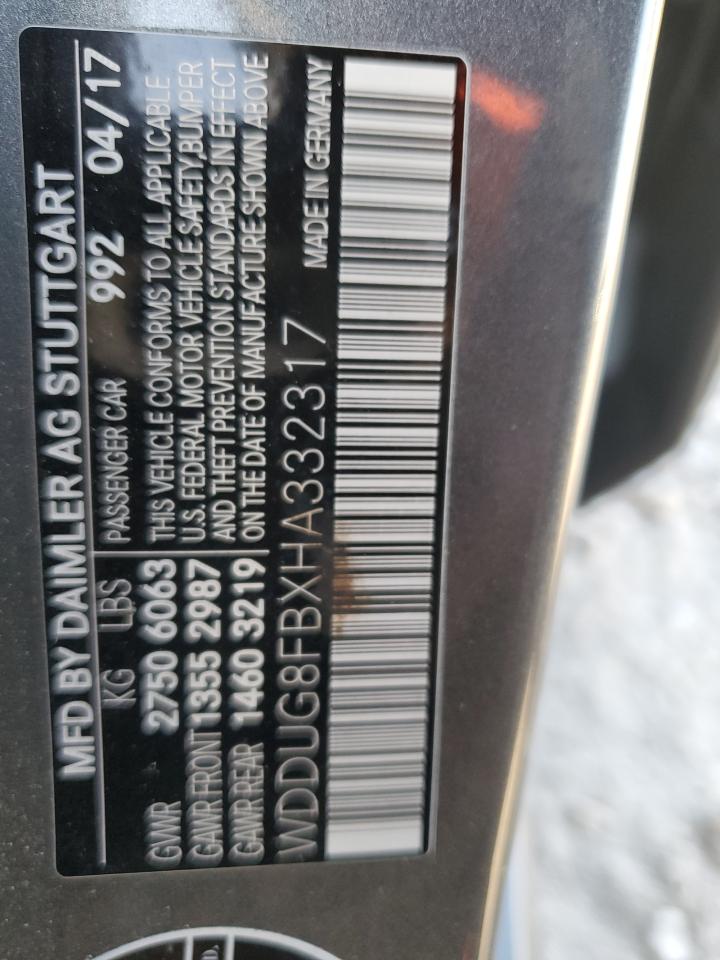 MFD BY DAIMLER AG STUTTGART
KG LBS PASSENGER CAR 992 04/17
GWR 2750 6063 THIS VEHICLE CONFORMS TO ALL APPLICABLE
GAWR FRONT 1355 2987 U.S. FEDERAL MOTOR VEHICLE SAFETY,BUMPER
GAWR REAR 1460 3219 AND THEFT PREVENTION STANDARDS IN EFFECT
ON THE DATE OF MANUFACTURE SHOWN ABOVE
WDDUG8FBXHA332317 MADE IN GERMANY